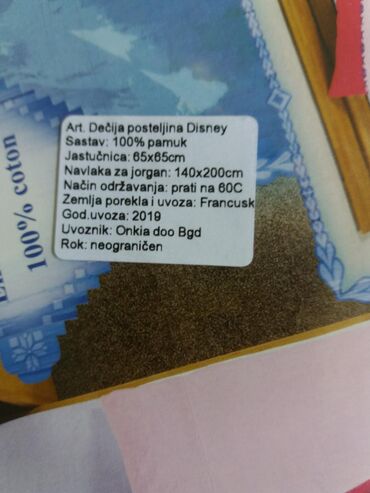 Art. Dečija posteljina Disney
Sastav: 100% pamuk
Jastučnica: 65x65cm
Navlaka za jorgan: 140x200cm
Način održavanja: prati na 60C
Zemlja porekla i uvoza: Francusk
God.uvoza: 2019
Uvoznik: Onkia doo Bgd
Rok: neograničen
100% coton